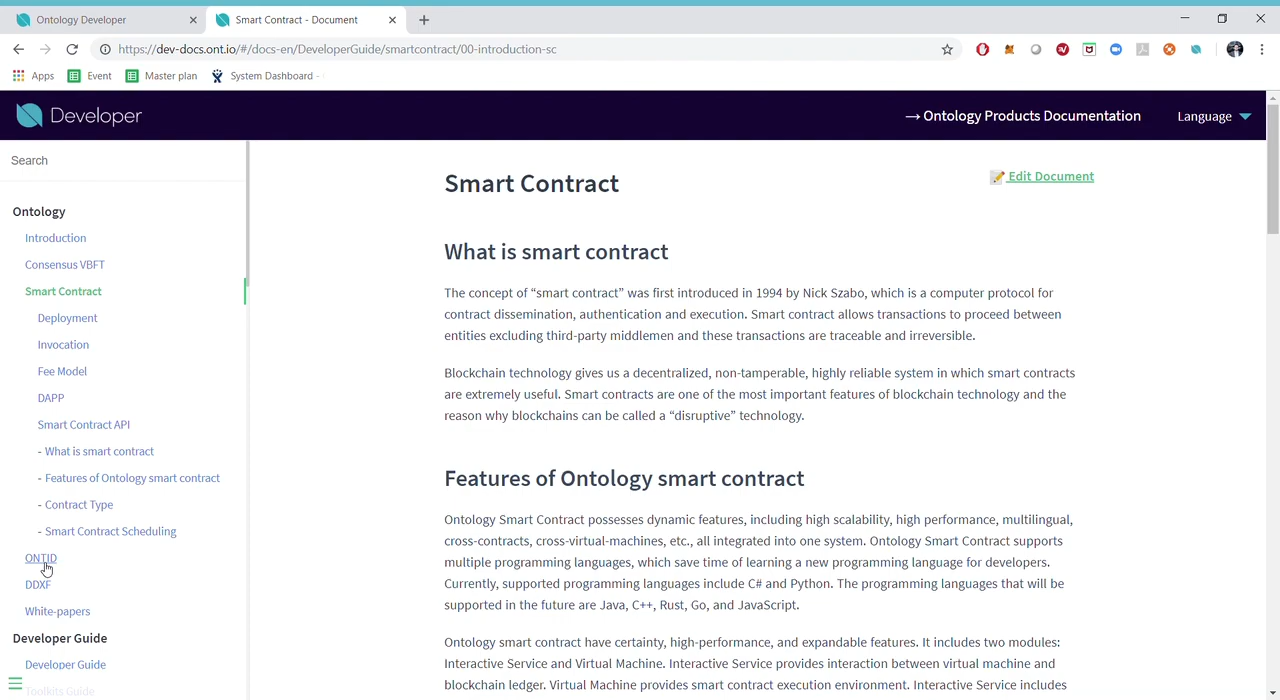 Ontology Developer
Smart Contract - Document
https://dev-docs.ont.io/#/docs-en/DeveloperGuide/smartcontract/00-introduction-sc
Apps
Event
Master plan
System Dashboard -
Developer
→ Ontology Products Documentation
Language
Search
Ontology
Introduction
Consensus VBFT
Smart Contract
Deployment
Invocation
Fee Model
DAPP
Smart Contract API
- What is smart contract
- Features of Ontology smart contract
- Contract Type
- Smart Contract Scheduling
ONTID
DDXF
White-papers
Developer Guide
Developer Guide
Toolkits Guide
Smart Contract
Edit Document
What is smart contract
The concept of “smart contract” was first introduced in 1994 by Nick Szabo, which is a computer protocol for
contract dissemination, authentication and execution. Smart contract allows transactions to proceed between
entities excluding third-party middlemen and these transactions are traceable and irreversible.
Blockchain technology gives us a decentralized, non-tamperable, highly reliable system in which smart contracts
are extremely useful. Smart contracts are one of the most important features of blockchain technology and the
reason why blockchains can be called a “disruptive” technology.
Features of Ontology smart contract
Ontology Smart Contract possesses dynamic features, including high scalability, high performance, multilingual,
cross-contracts, cross-virtual-machines, etc., all integrated into one system. Ontology Smart Contract supports
multiple programming languages, which save time of learning a new programming language for developers.
Currently, supported programming languages include C# and Python. The programming languages that will be
supported in the future are Java, C++, Rust, Go, and JavaScript.
Ontology smart contract have certainty, high-performance, and expandable features. It includes two modules:
Interactive Service and Virtual Machine. Interactive Service provides interaction between virtual machine and
blockchain ledger. Virtual Machine provides smart contract execution environment. Interactive Service includes